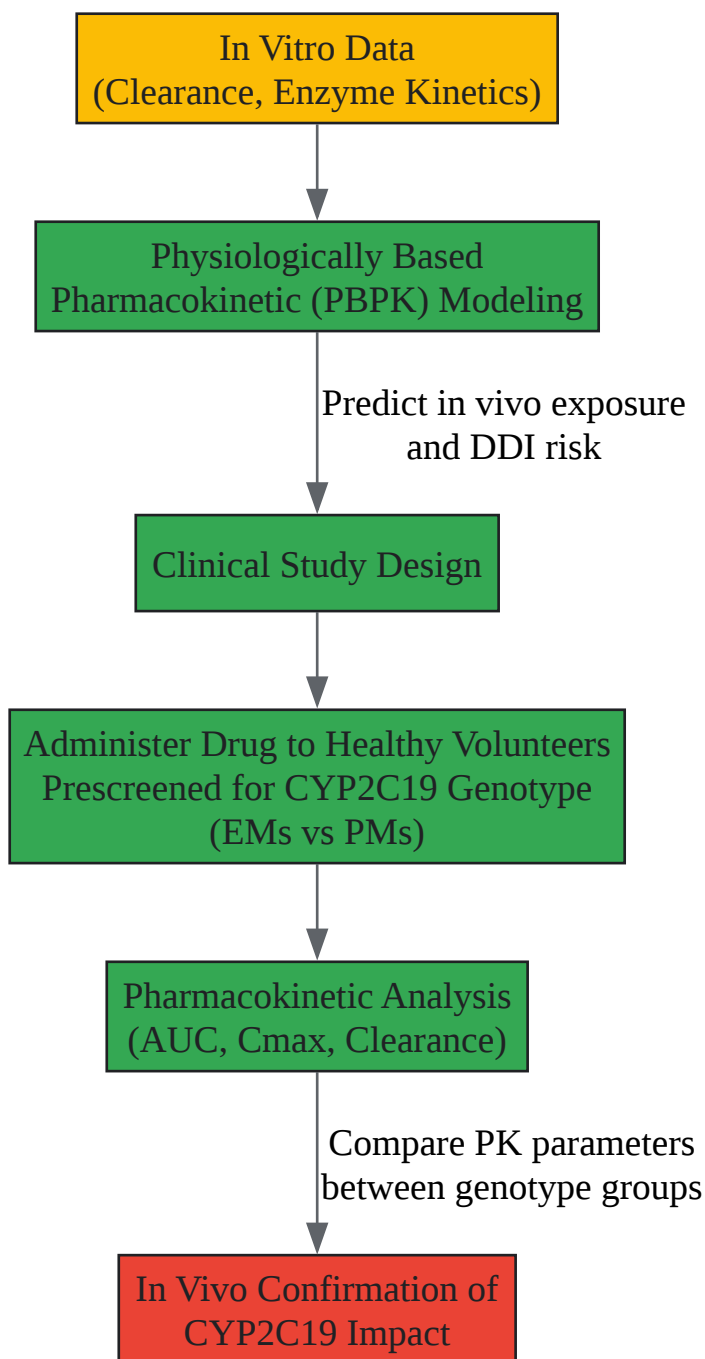 In Vitro Data
(Clearance, Enzyme Kinetics)
Physiologically Based
Pharmacokinetic (PBPK) Modeling
Predict in vivo exposure
and DDI risk
Clinical Study Design
Administer Drug to Healthy Volunteers
Prescreened for CYP2C19 Genotype
(EMs vs PMs)
Pharmacokinetic Analysis
(AUC, Cmax, Clearance)
Compare PK parameters
between genotype groups
In Vivo Confirmation of
CYP2C19 Impact